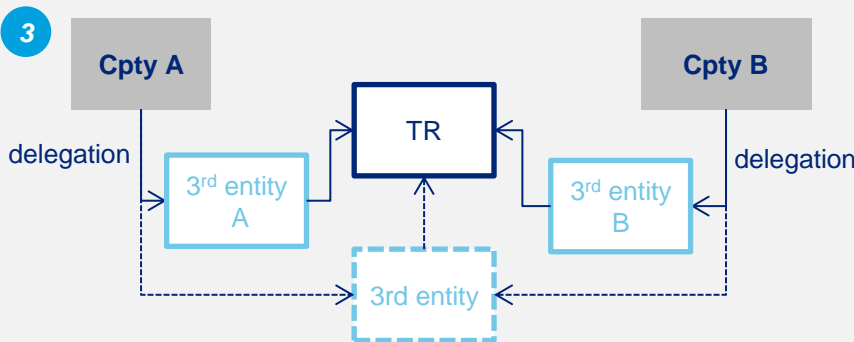 3
Cpty A
Cpty B
TR
delegation
delegation
3rd entity
A
3rd entity
B
3rd entity